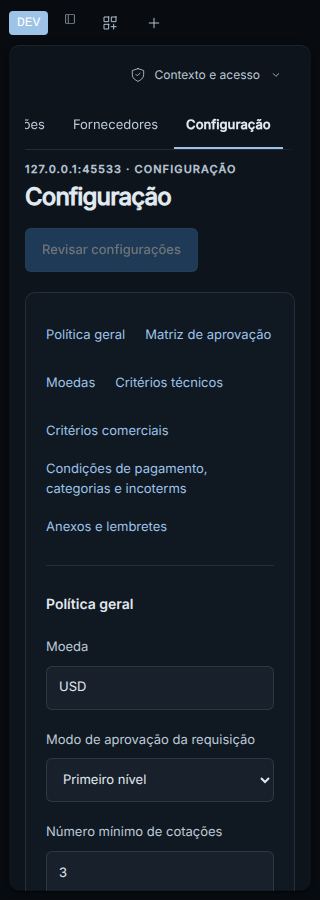 DEV
Contexto e acesso
ões Fornecedores Configuração
127.0.0.1:45533 · CONFIGURAÇÃO
Configuração
Revisar configurações
Política geral Matriz de aprovação
Moedas Critérios técnicos
Critérios comerciais
Condições de pagamento,
categorias e incoterms
Anexos e lembretes
Política geral
Moeda
USD
Modo de aprovação da requisição
Primeiro nível
Número mínimo de cotações
3